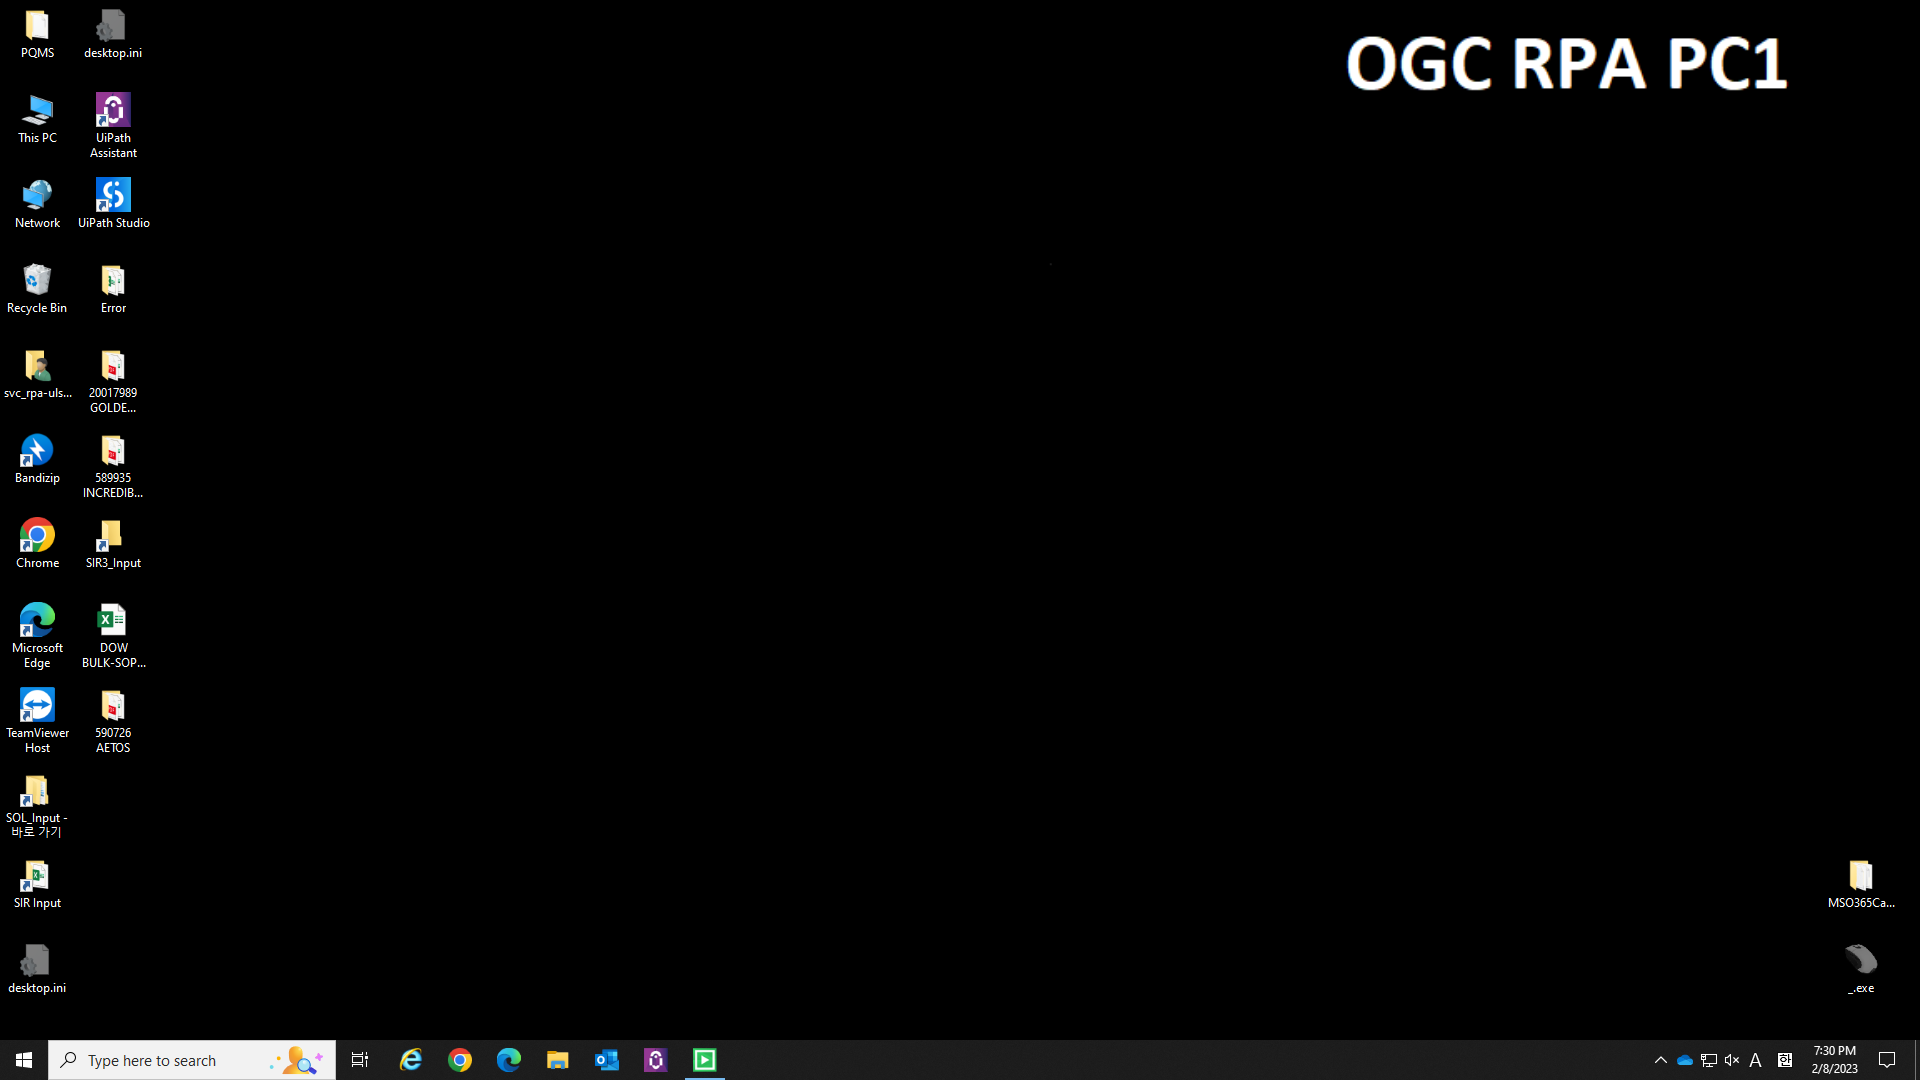 OGC RPA PC1
PQMS
desktop.ini
This PC
UiPath
Assistant
Network
UiPath Studio
Recycle Bin
Error
svc_rpa-uls...
20017989
GOLDE...
Bandizip
589935
INCREDIB...
Chrome
SIR3_Input
Microsoft
Edge
DOW
BULK-SOP...
TeamViewer
Host
590726
AETOS
SOL_Input -
바로 가기
SIR Input
desktop.ini
MSO365Ca...
_.exe
Type here to search
A
한
7:30 PM
2/8/2023